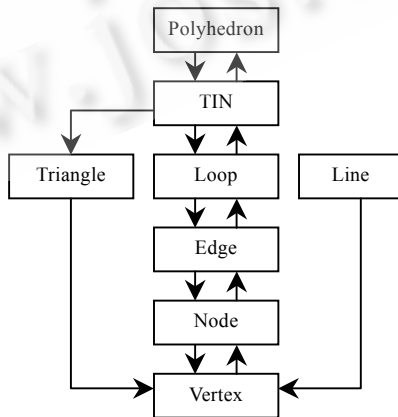 Polyhedron
TIN
Triangle
Loop
Line
Edge
Node
Vertex